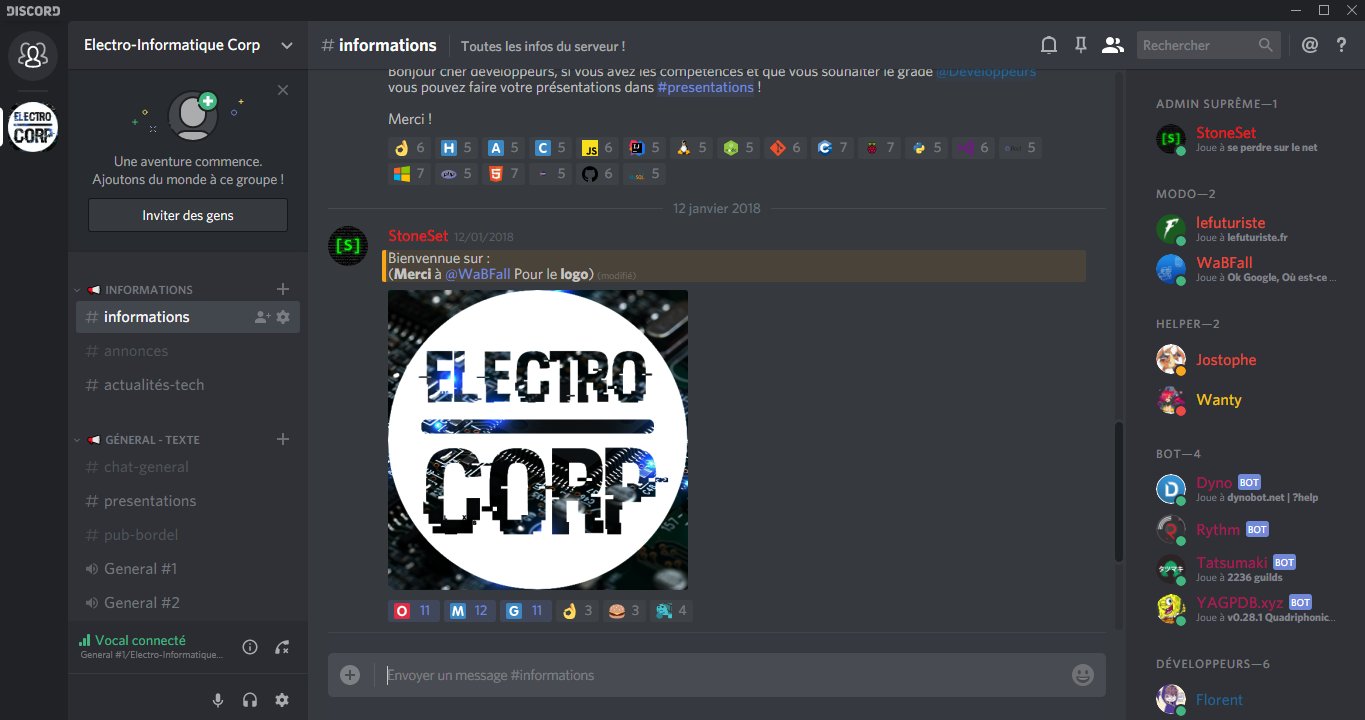 DISCORD
Electro-Informatique Corp
Une aventure commence.
Ajoutons du monde à ce groupe !
Inviter des gens
INFORMATIONS
# informations
# annonces
# actualités-tech
GÉNERAL - TEXTE
# chat-general
# presentations
# pub-bordel
General #1
General #2
Vocal connecté
General #1/Electro-Informatique...
# informations
Toutes les infos du serveur !
Rechercher
Bonjour cher développeurs, si vous avez les compétences et que vous souhaiter le grade @Développeurs
vous pouvez faire votre présentations dans #presentations !
Merci !
6 H 5 A 5 C 5 JS 6 5 5 5 6 7 7 5 6 5
7 php 5 7 5 6 5
12 janvier 2018
[S] StoneSet 12/01/2018
Bienvennue sur :
(Merci à @WaBFall Pour le logo) (modifié)
ELECTRO
CORP
O 11 M 12 G 11 3 3 4
Envoyer un message #informations
ADMIN SUPRÊME—1
[S] StoneSet
Joue à se perdre sur le net
MODO—2
lefuturiste
Joue à lefuturiste.fr
WaBFall
Joue à Ok Google, Où est-ce ...
HELPER—2
Jostophe
Wanty
BOT—4
Dyno BOT
Joue à dynobot.net | ?help
Rythm BOT
Tatsumaki BOT
Joue à 2236 guilds
YAGPDB.xyz BOT
Joue à v0.28.1 Quadriphonic...
DÉVELOPPEURS—6
Florent